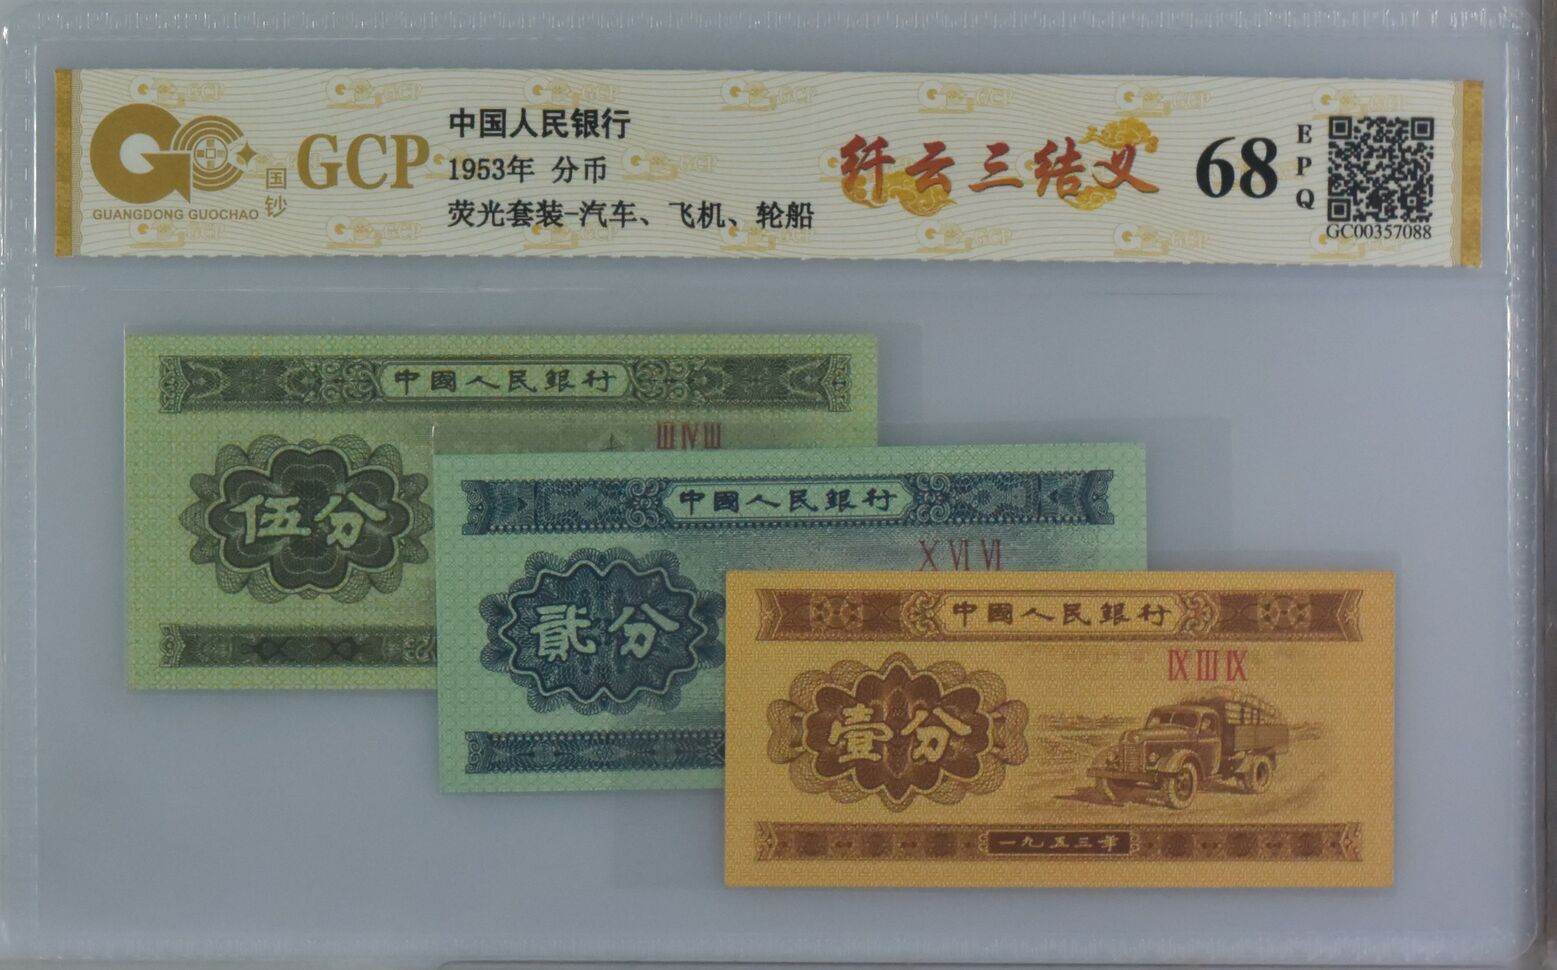 GUANGDONG GUOCHAO
国钞
GCP
中国人民银行
1953年 分币
荧光套装-汽车、飞机、轮船
纤云三结义
68
EPQ
GC00357088
中國人民銀行
ⅢⅣⅢ
伍分
中國人民銀行
ⅩⅥⅥ
貳分
中國人民銀行
ⅨⅢⅨ
壹分
一九五三年